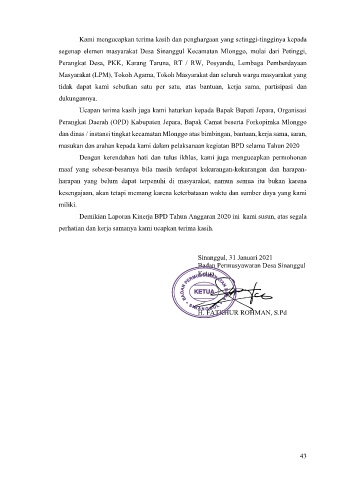 Kami mengucapkan terima kasih dan penghargaan yang setinggi-tingginya kepada
segenap elemen masyarakat Desa Sinanggul Kecamatan Mlonggo, mulai dari Petinggi,
Perangkat Desa, PKK, Karang Taruna, RT / RW, Posyandu, Lembaga Pemberdayaan
Masyarakat (LPM), Tokoh Agama, Tokoh Masyarakat dan seluruh warga masyarakat yang
tidak dapat kami sebutkan satu per satu, atas bantuan, kerja sama, partisipasi dan
dukungannya.
Ucapan terima kasih juga kami haturkan kepada Bapak Bupati Jepara, Organisasi
Perangkat Daerah (OPD) Kabupaten Jepara, Bapak Camat beserta Forkopimka Mlonggo
dan dinas / instansi tingkat kecamatan Mlonggo atas bimbingan, bantuan, kerja sama, saran,
masukan dan arahan kepada kami dalam pelaksanaan kegiatan BPD selama Tahun 2020
Dengan kerendahan hati dan tulus ikhlas, kami juga mengucapkan permohonan
maaf yang sebesar-besarnya bila masih terdapat kekurangan-kekurangan dan harapan-
harapan yang belum dapat terpenuhi di masyarakat, namun semua itu bukan karena
kesengajaan, akan tetapi memang karena keterbatasan waktu dan sumber daya yang kami
miliki.
Demikian Laporan Kinerja BPD Tahun Anggaran 2020 ini kami susun, atas segala
perhatian dan kerja samanya kami ucapkan terima kasih.
Sinanggul, 31 Januari 2021
Badan Permusyawaran Desa Sinanggul
Ketua
KETUA
H. FATKHUR ROHMAN, S.Pd
43